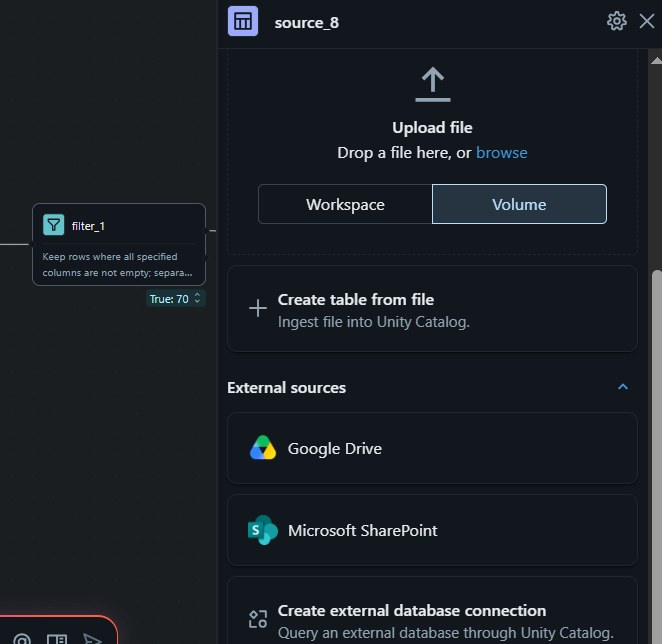 source_8
Upload file
Drop a file here, or browse
Workspace
Volume
filter_1
Keep rows where all specified
columns are not empty; separa...
True: 70
Create table from file
Ingest file into Unity Catalog.
External sources
Google Drive
S
Microsoft SharePoint
Create external database connection
Query an external database through Unity Catalog.
@